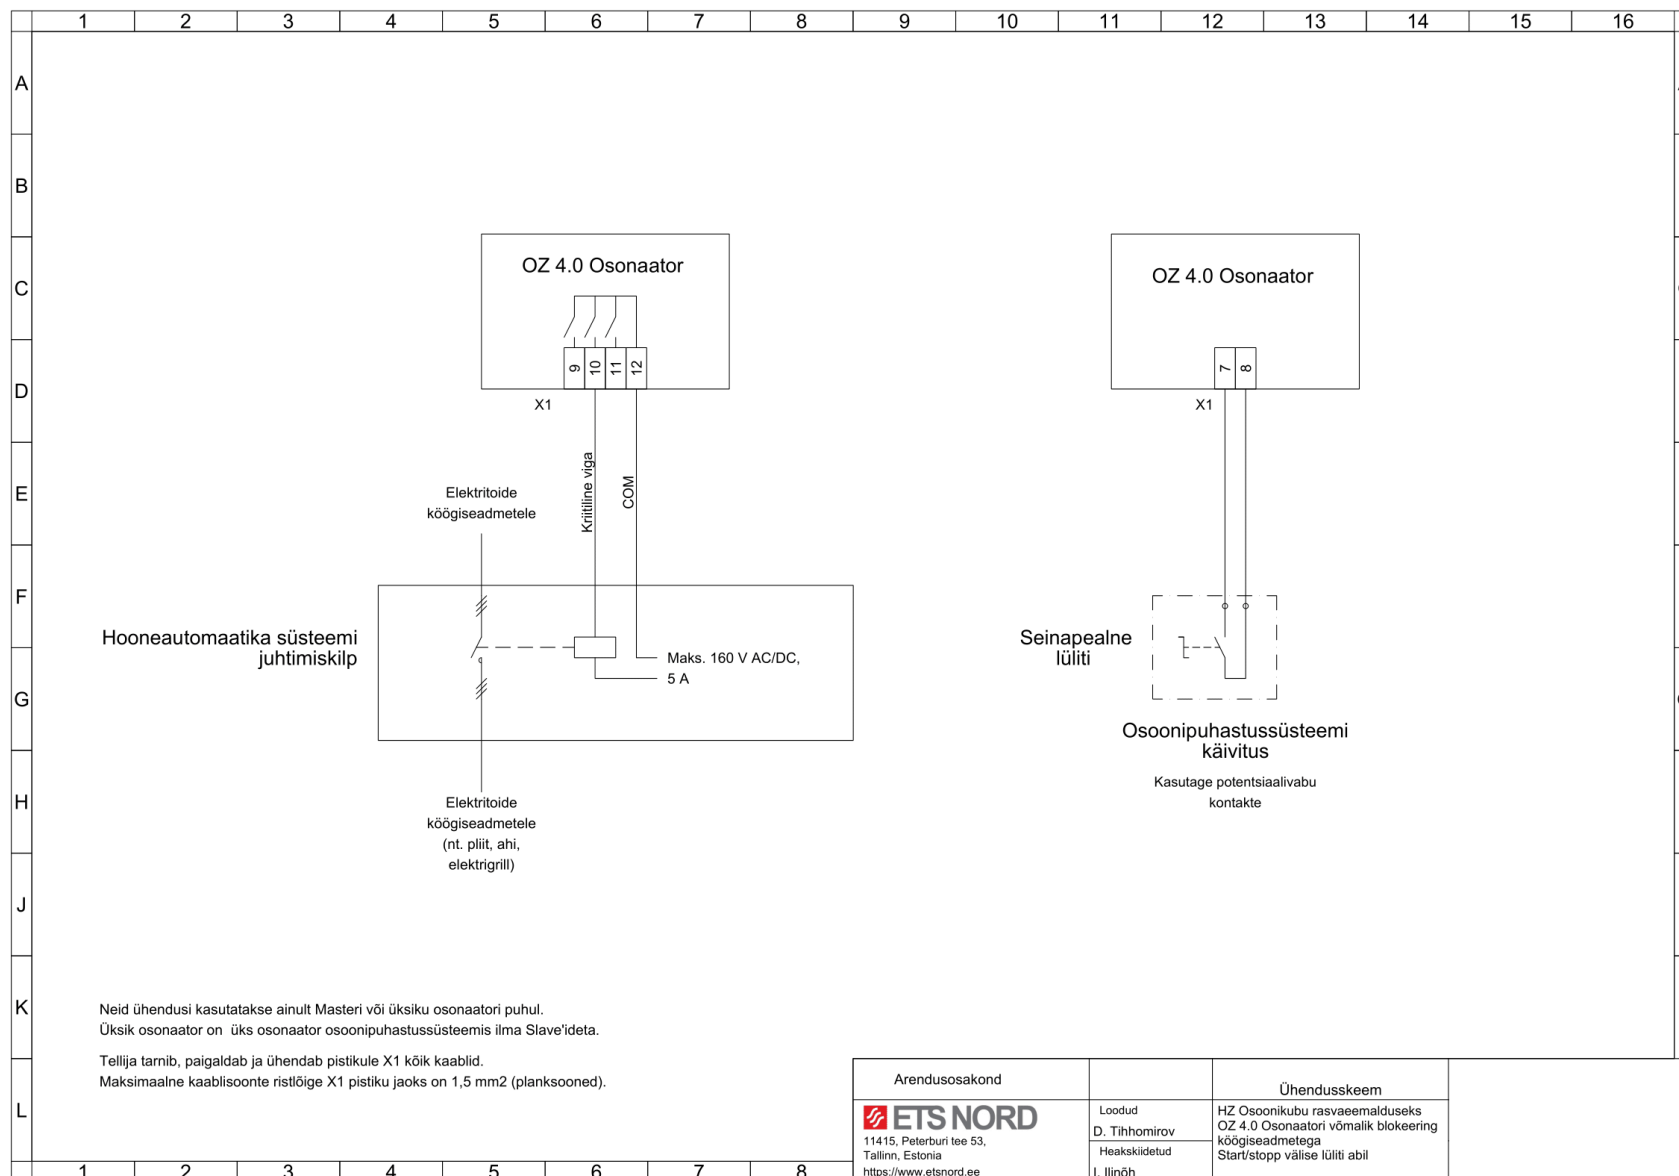 1 2 3 4 5 6 7 8 9 10 11 12 13 14 15 16
A
B
C
D
E
F
G
H
J
K
L
OZ 4.0 Osonaator
9 10 11 12
X1
Kriitiline viga
COM
Elektritoide
köögiseadmetele
Hooneautomaatika süsteemi
juhtimiskilp
Maks. 160 V AC/DC,
5 A
Elektritoide
köögiseadmetele
(nt. pliit, ahi,
elektrigrill)
OZ 4.0 Osonaator
7 8
X1
Seinapealne
lüliti
Osoonipuhastussüsteemi
käivitus
Kasutage potentsiaalivabu
kontakte
Neid ühendusi kasutatakse ainult Masteri või üksiku osonaatori puhul.
Üksik osonaator on üks osonaator osoonipuhastussüsteemis ilma Slave'ideta.
Tellija tarnib, paigaldab ja ühendab pistikule X1 kõik kaablid.
Maksimaalne kaablisoonte ristlõige X1 pistiku jaoks on 1,5 mm2 (planksooned).
Arendusosakond
ETS NORD
11415, Peterburi tee 53,
Tallinn, Estonia
https://www.etsnord.ee
Loodud
D. Tihhomirov
Heakskiidetud
I. Ilinõh
Ühendusskeem
HZ Osoonikubu rasvaeemalduseks
OZ 4.0 Osonaatori võmalik blokeering
köögiseadmetega
Start/stopp välise lüliti abil
1 2 3 4 5 6 7 8